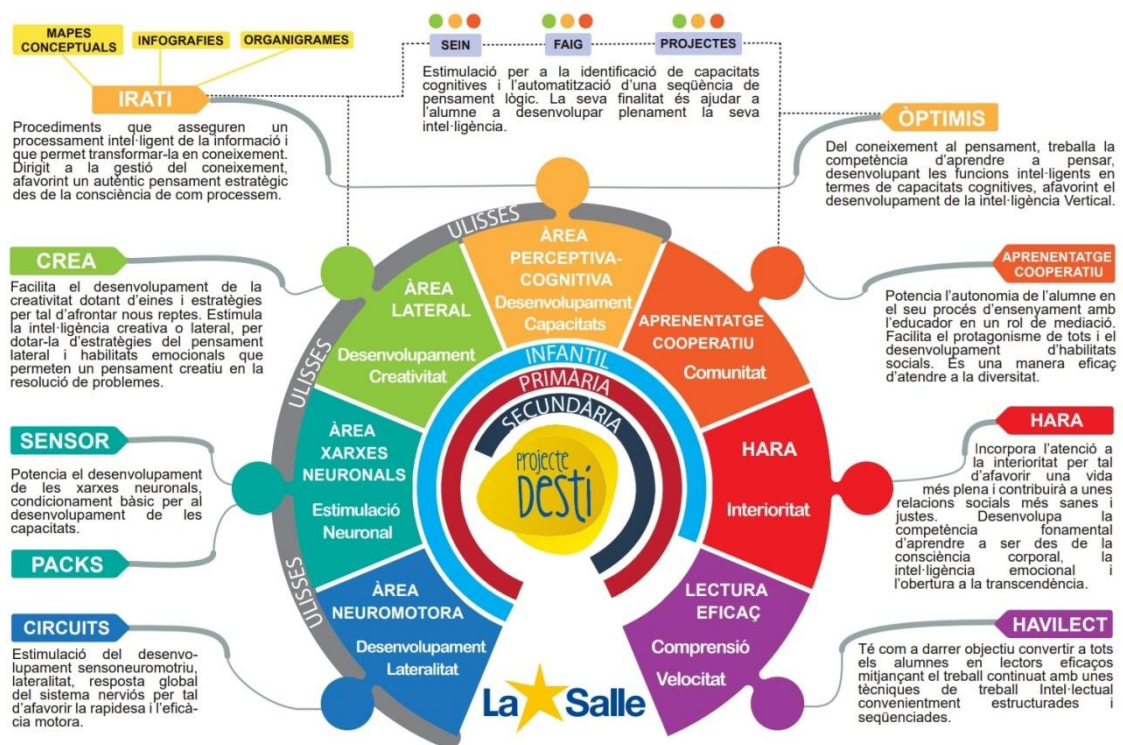 MAPES
CONCEPTUALS
INFOGRAFIES
ORGANIGRAMES
IRATI
Procediments que asseguren un
processament intel·ligent de la informació i
que permet transformar-la en coneixement.
Dirigit a la gestió del coneixement,
afavorint un autèntic pensament estratègic
des de la consciència de com processem.
SEIN
FAIG
PROJECTES
Estimulació per a la identificació de capacitats
cognitives i l'automatització d'una seqüència de
pensament lògic. La seva finalitat és ajudar a
l'alumne a desenvolupar plenament la seva
intel·ligència.
ÒPTIMIS
Del coneixement al pensament, treballa la
competència d'aprendre a pensar,
desenvolupant les funcions intel·ligents en
termes de capacitats cognitives, afavorint el
desenvolupament de la intel·ligència Vertical.
CREA
Facilita el desenvolupament de la
creativitat dotant d'eines i estratègies
per tal d'afrontar nous reptes. Estimula
la intel·ligència creativa o lateral, per
dotar-la d'estratègies del pensament
lateral i habilitats emocionals que
permeten un pensament creatiu en la
resolució de problemes.
SENSOR
Potencia el desenvolupament
de les xarxes neuronals,
condicionament bàsic per al
desenvolupament de les
capacitats.
PACKS
CIRCUITS
Estimulació del desenvo-
lupament sensoneuromotriu,
lateralitat, resposta global
del sistema nerviós per tal
d'afavorir la rapidesa i l'eficà-
cia motora.
ULISSES
ULISSES
ULISSES
ÀREA
PERCEPTIVA-
COGNITIVA
Desenvolupament
Capacitats
ÀREA
LATERAL
Desenvolupament
Creativitat
ÀREA
XARXES
NEURONALS
Estimulació
Neuronal
ÀREA
NEUROMOTORA
Desenvolupament
Lateralitat
APRENENTATGE
COOPERATIU
Comunitat
HARA
Interioritat
LECTURA
EFICAÇ
Comprensió
Velocitat
INFANTIL
PRIMÀRIA
SECUNDÀRIA
PROJECTE
DESTÍ
La Salle
APRENENTATGE
COOPERATIU
Potencia l'autonomia de l'alumne en
el seu procés d'ensenyament amb
l'educador en un rol de mediació.
Facilita el protagonisme de tots i el
desenvolupament d'habilitats
socials. És una manera eficaç
d'atendre a la diversitat.
HARA
Incorpora l'atenció a
la interioritat per tal
d'afavorir una vida
més plena i contribuirà a unes
relacions socials més sanes i
justes. Desenvolupa la
competència fonamental
d'aprendre a ser des de la
consciència corporal, la
intel·ligència emocional i
l'obertura a la transcendència.
HAVILECT
Té com a darrer objectiu convertir a tots
els alumnes en lectors eficaços
mitjançant el treball continuat amb unes
tècniques de treball Intel·lectual
convenientment estructurades i
seqüenciades.